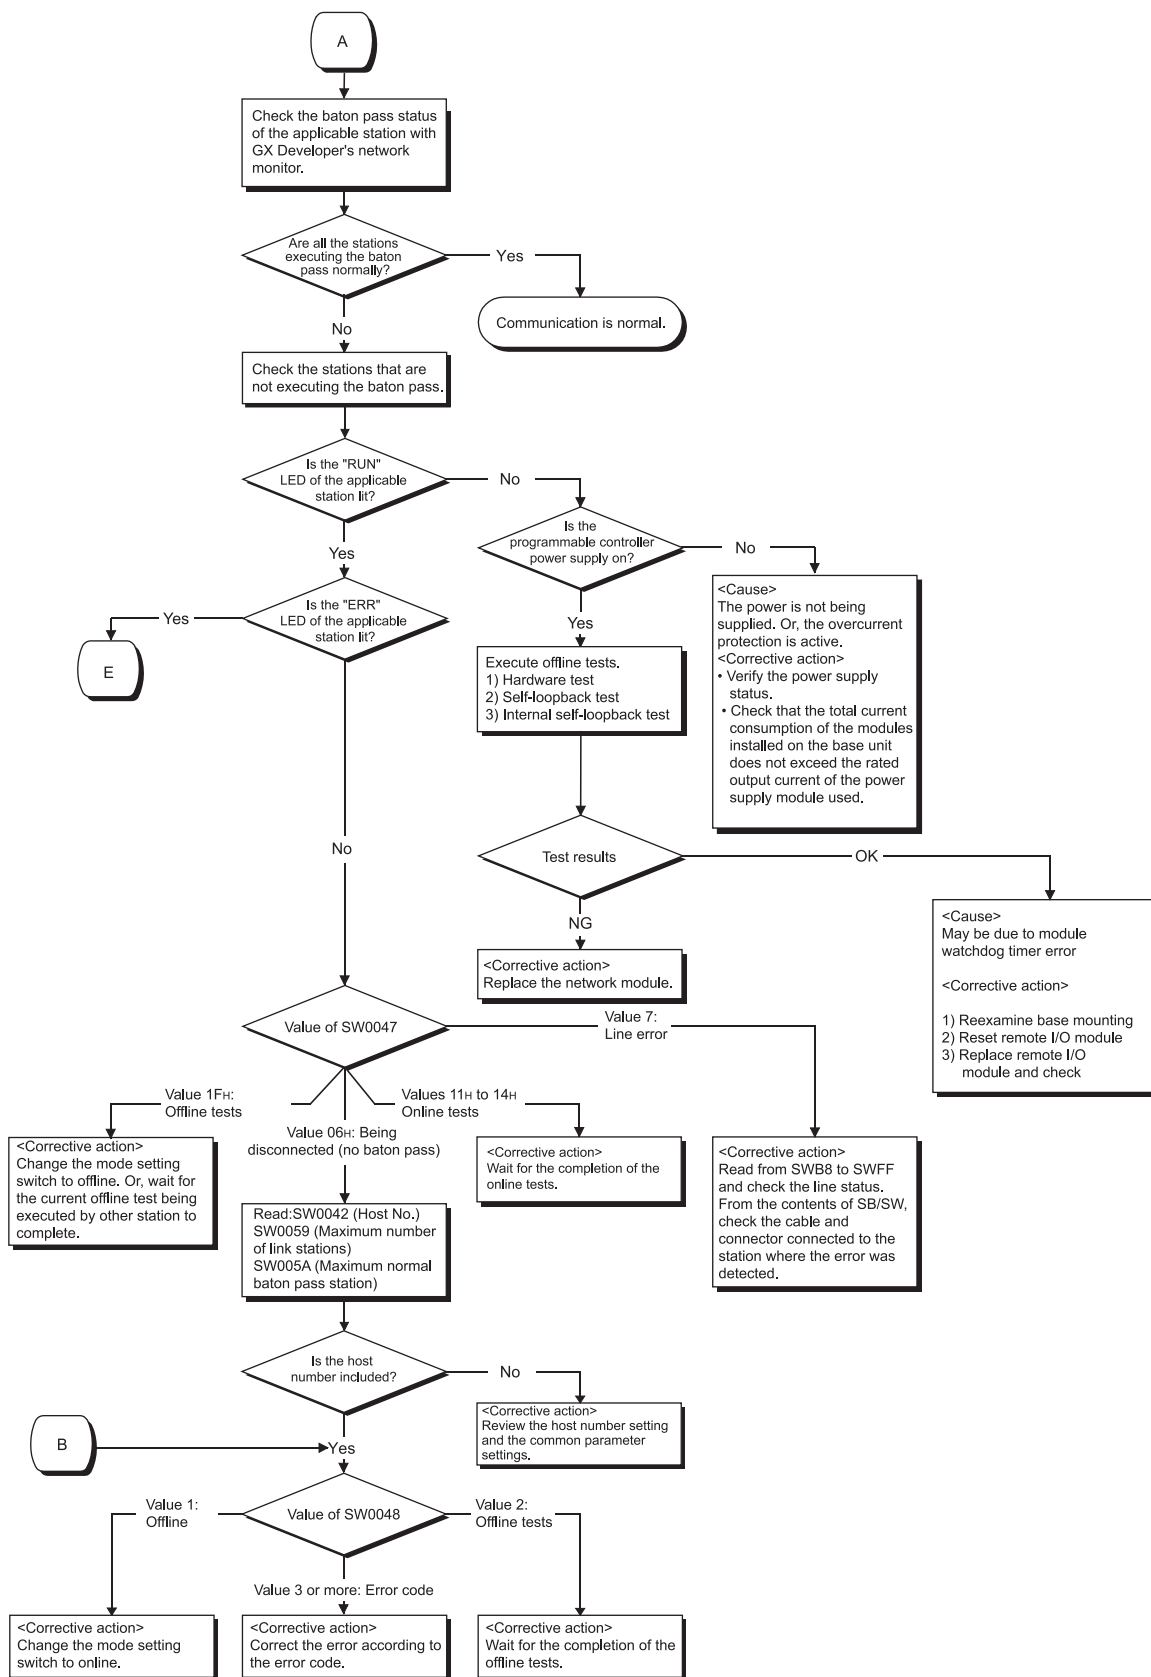 A
Check the baton pass status
of the applicable station with
GX Developer's network
monitor.
Are all the stations
executing the baton
pass normally?
Yes
Communication is normal.
No
Check the stations that are
not executing the baton pass.
Is the "RUN"
LED of the applicable
station lit?
No
Is the
programmable controller
power supply on?
No
<Cause>
The power is not being
supplied. Or, the overcurrent
protection is active.
<Corrective action>
• Verify the power supply
status.
• Check that the total current
consumption of the modules
installed on the base unit
does not exceed the rated
output current of the power
supply module used.
Yes
Is the "ERR"
LED of the applicable
station lit?
Yes
E
Yes
Execute offline tests.
1) Hardware test
2) Self-loopback test
3) Internal self-loopback test
No
Test results
OK
<Cause>
May be due to module
watchdog timer error
<Corrective action>
1) Reexamine base mounting
2) Reset remote I/O module
3) Replace remote I/O
module and check
NG
<Corrective action>
Replace the network module.
Value of SW0047
Value 7:
Line error
Value 1FH:
Offline tests
Value 06H: Being
disconnected (no baton pass)
Values 11H to 14H
Online tests
<Corrective action>
Change the mode setting
switch to offline. Or, wait for
the current offline test being
executed by other station to
complete.
Read:SW0042 (Host No.)
SW0059 (Maximum number
of link stations)
SW005A (Maximum normal
baton pass station)
<Corrective action>
Wait for the completion of the
online tests.
<Corrective action>
Read from SWB8 to SWFF
and check the line status.
From the contents of SB/SW,
check the cable and
connector connected to the
station where the error was
detected.
Is the host
number included?
No
<Corrective action>
Review the host number setting
and the common parameter
settings.
B
Yes
Value of SW0048
Value 1:
Offline
Value 2:
Offline tests
Value 3 or more: Error code
<Corrective action>
Change the mode setting
switch to online.
<Corrective action>
Correct the error according to
the error code.
<Corrective action>
Wait for the completion of the
offline tests.